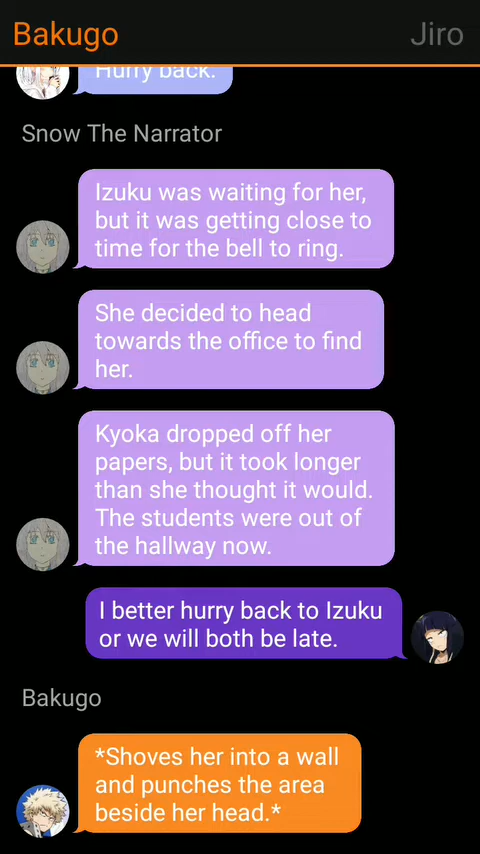 Bakugo Jiro
Hurry back.
Snow The Narrator
Izuku was waiting for her,
but it was getting close to
time for the bell to ring.
She decided to head
towards the office to find
her.
Kyoka dropped off her
papers, but it took longer
than she thought it would.
The students were out of
the hallway now.
I better hurry back to Izuku
or we will both be late.
Bakugo
*Shoves her into a wall
and punches the area
beside her head.*